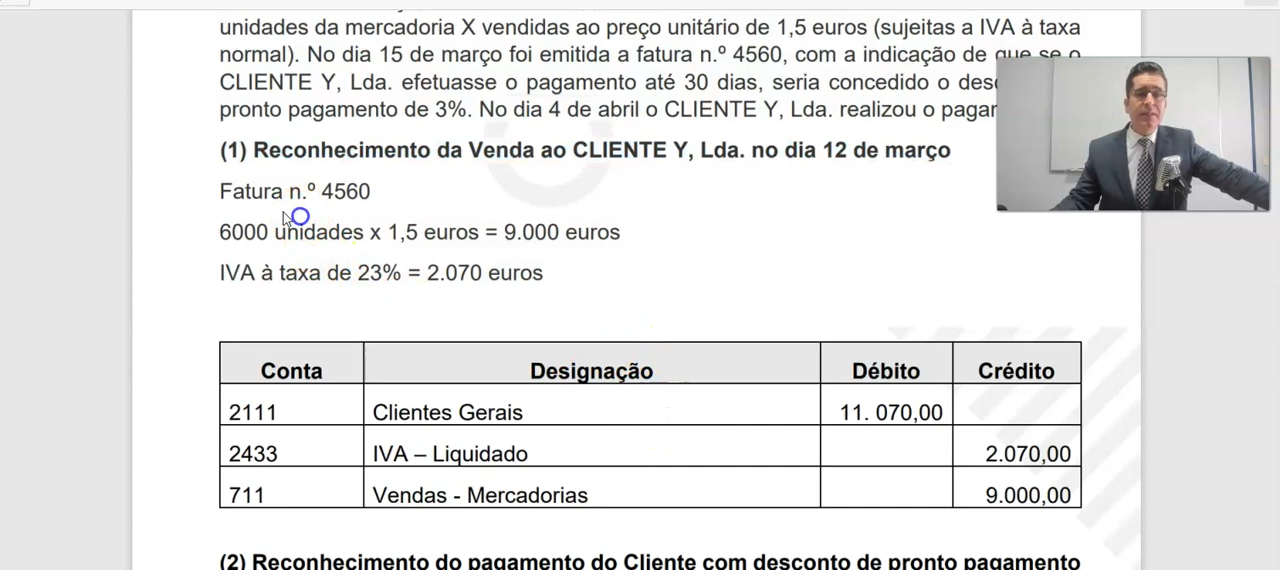 unidades da mercadoria X vendidas ao preço unitário de 1,5 euros (sujeitas a IVA à taxa
normal). No dia 15 de março foi emitida a fatura n.º 4560, com a indicação de que se o
CLIENTE Y, Lda. efetuasse o pagamento até 30 dias, seria concedido o
pronto pagamento de 3%. No dia 4 de abril o CLIENTE Y, Lda. realizou o
(1) Reconhecimento da Venda ao CLIENTE Y, Lda. no dia 12 de março
Fatura n.º 4560
6000 unidades x 1,5 euros = 9.000 euros
IVA à taxa de 23% = 2.070 euros
Conta Designação Débito Crédito
2111 Clientes Gerais 11. 070,00
2433 IVA – Liquidado 2.070,00
711 Vendas - Mercadorias 9.000,00
(2) Reconhecimento do pagamento do Cliente com desconto de pronto pagamento